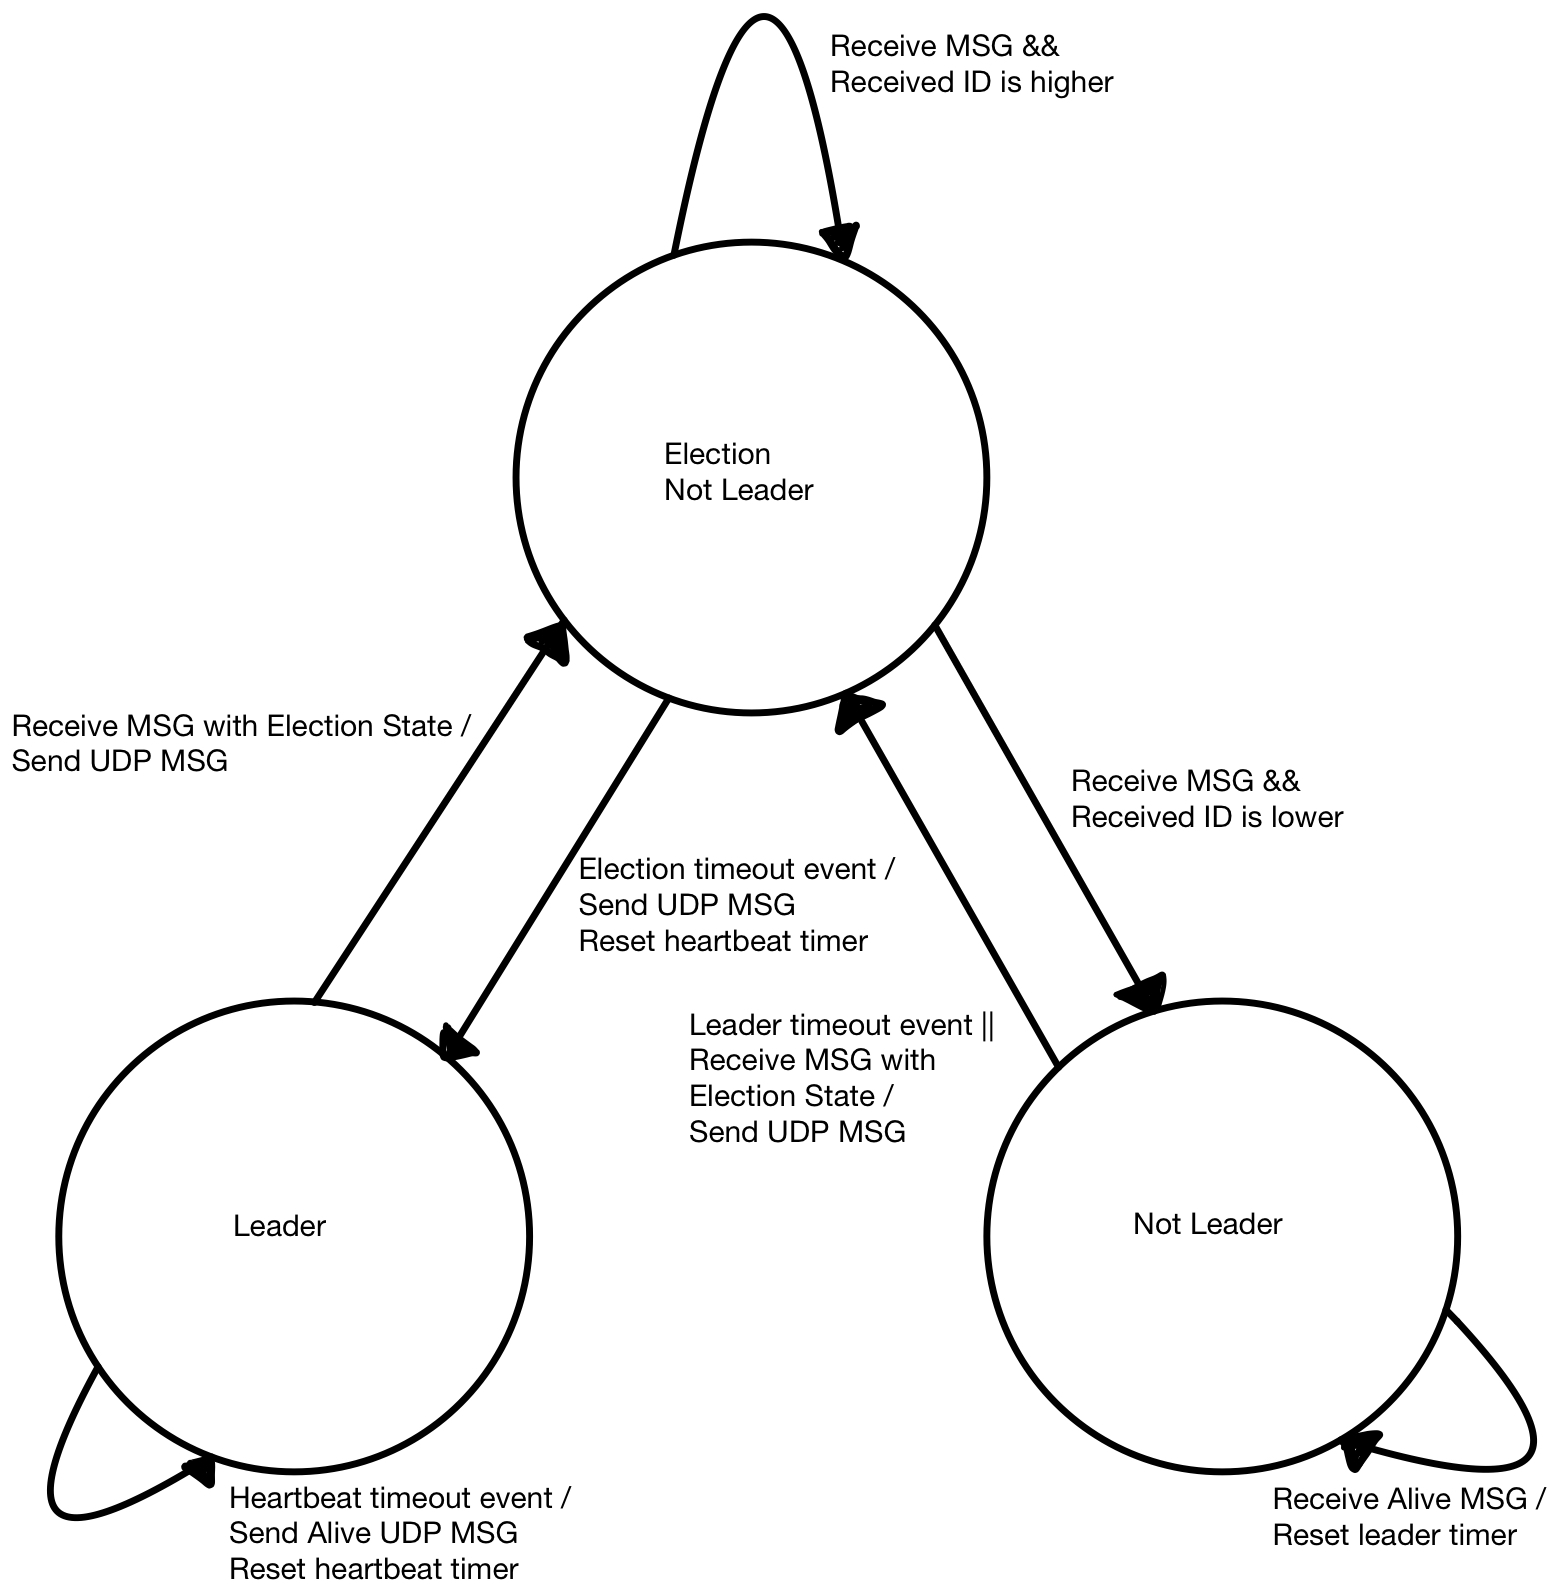 Receive MSG &&
Received ID is higher
Election
Not Leader
Receive MSG with Election State /
Send UDP MSG
Receive MSG &&
Received ID is lower
Election timeout event /
Send UDP MSG
Reset heartbeat timer
Leader timeout event ||
Receive MSG with
Election State /
Send UDP MSG
Leader
Not Leader
Heartbeat timeout event /
Send Alive UDP MSG
Reset heartbeat timer
Receive Alive MSG /
Reset leader timer